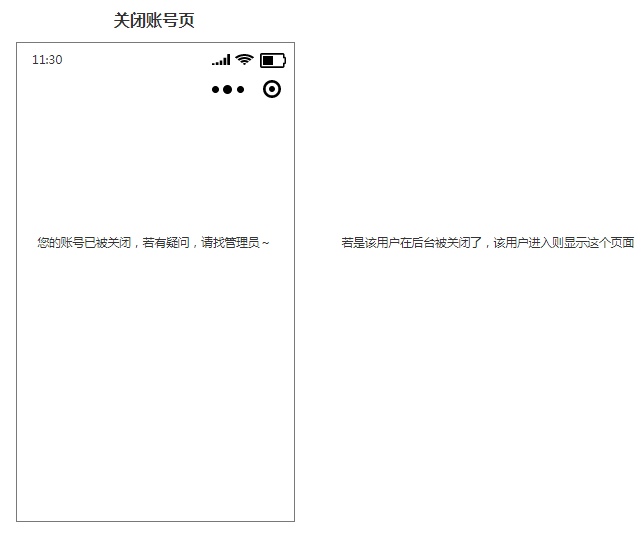 关闭账号页
11:30
您的账号已被关闭，若有疑问，请找管理员~
若是该用户在后台被关闭了，该用户进入则显示这个页面